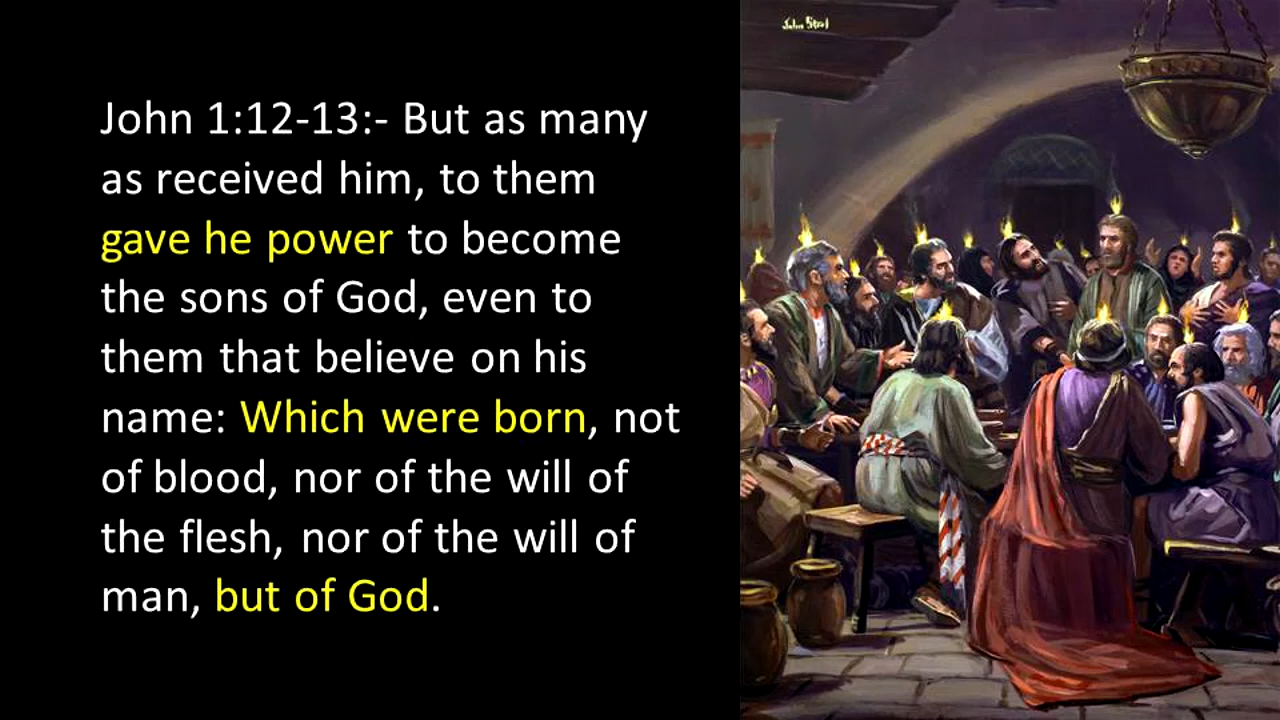 John 1:12-13:- But as many
as received him, to them
gave he power to become
the sons of God, even to
them that believe on his
name: Which were born, not
of blood, nor of the will of
the flesh, nor of the will of
man, but of God.
John